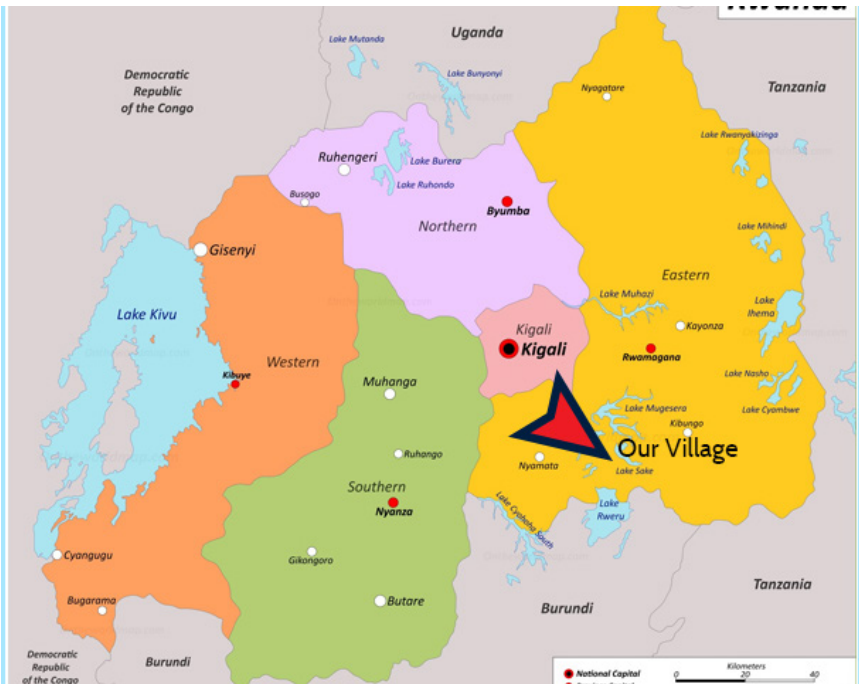 Rwanda
Uganda
Lake Mutanda
Lake Bunyonyi
Democratic
Republic
of the Congo
Nyagatare
Tanzania
Lake Rwanyakizinga
Ruhengeri
Lake Burera
Lake Ruhondo
Busogo
Byumba
Northern
Lake Mihindi
Gisenyi
Eastern
Lake Muhazi
Lake
Ihema
Lake Kivu
Kigali
Kigali
Kayonza
Rwamagana
Western
Kibuye
Muhanga
Lake Nasho
Lake Cyambwe
Lake Mugesera
Kibungo
Our Village
Ruhango
Nyamata
Lake Sake
Southern
Nyanza
Lake Cyohoha South
Lake
Rweru
Gikongoro
Cyangugu
Bugarama
Butare
Burundi
Tanzania
Democratic
Republic
of the Congo
Burundi
National Capital
Kilometers
0 20 40